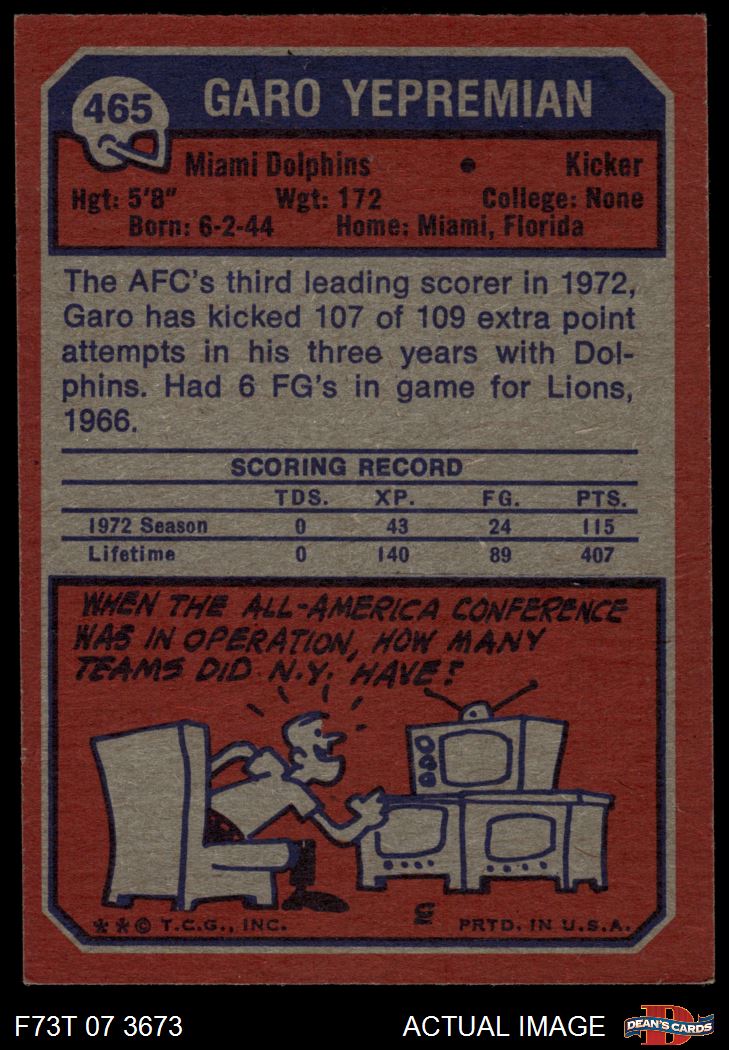 465
GARO YEPREMIAN
Miami Dolphins • Kicker
Hgt: 5'8" Wgt: 172 College: None
Born: 6-2-44 Home: Miami, Florida
The AFC's third leading scorer in 1972,
Garo has kicked 107 of 109 extra point
attempts in his three years with Dol-
phins. Had 6 FG's in game for Lions,
1966.
SCORING RECORD
TDS. XP. FG. PTS.
1972 Season 0 43 24 115
Lifetime 0 140 89 407
WHEN THE ALL-AMERICA CONFERENCE
WAS IN OPERATION, HOW MANY
TEAMS DID N.Y. HAVE?
**© T.C.G., INC. PRTD. IN U.S.A.
F73T 07 3673 ACTUAL IMAGE
D
DEAN'S CARDS